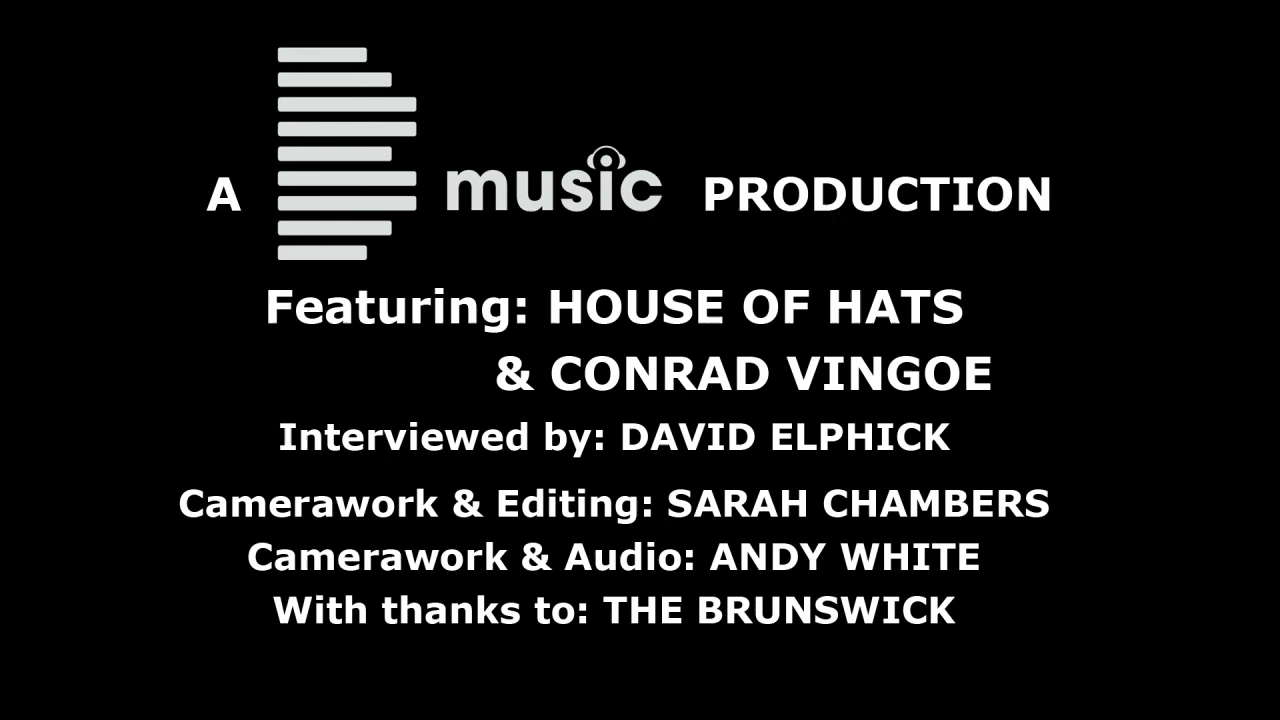 A music PRODUCTION
Featuring: HOUSE OF HATS
& CONRAD VINGOE
Interviewed by: DAVID ELPHICK
Camerawork & Editing: SARAH CHAMBERS
Camerawork & Audio: ANDY WHITE
With thanks to: THE BRUNSWICK